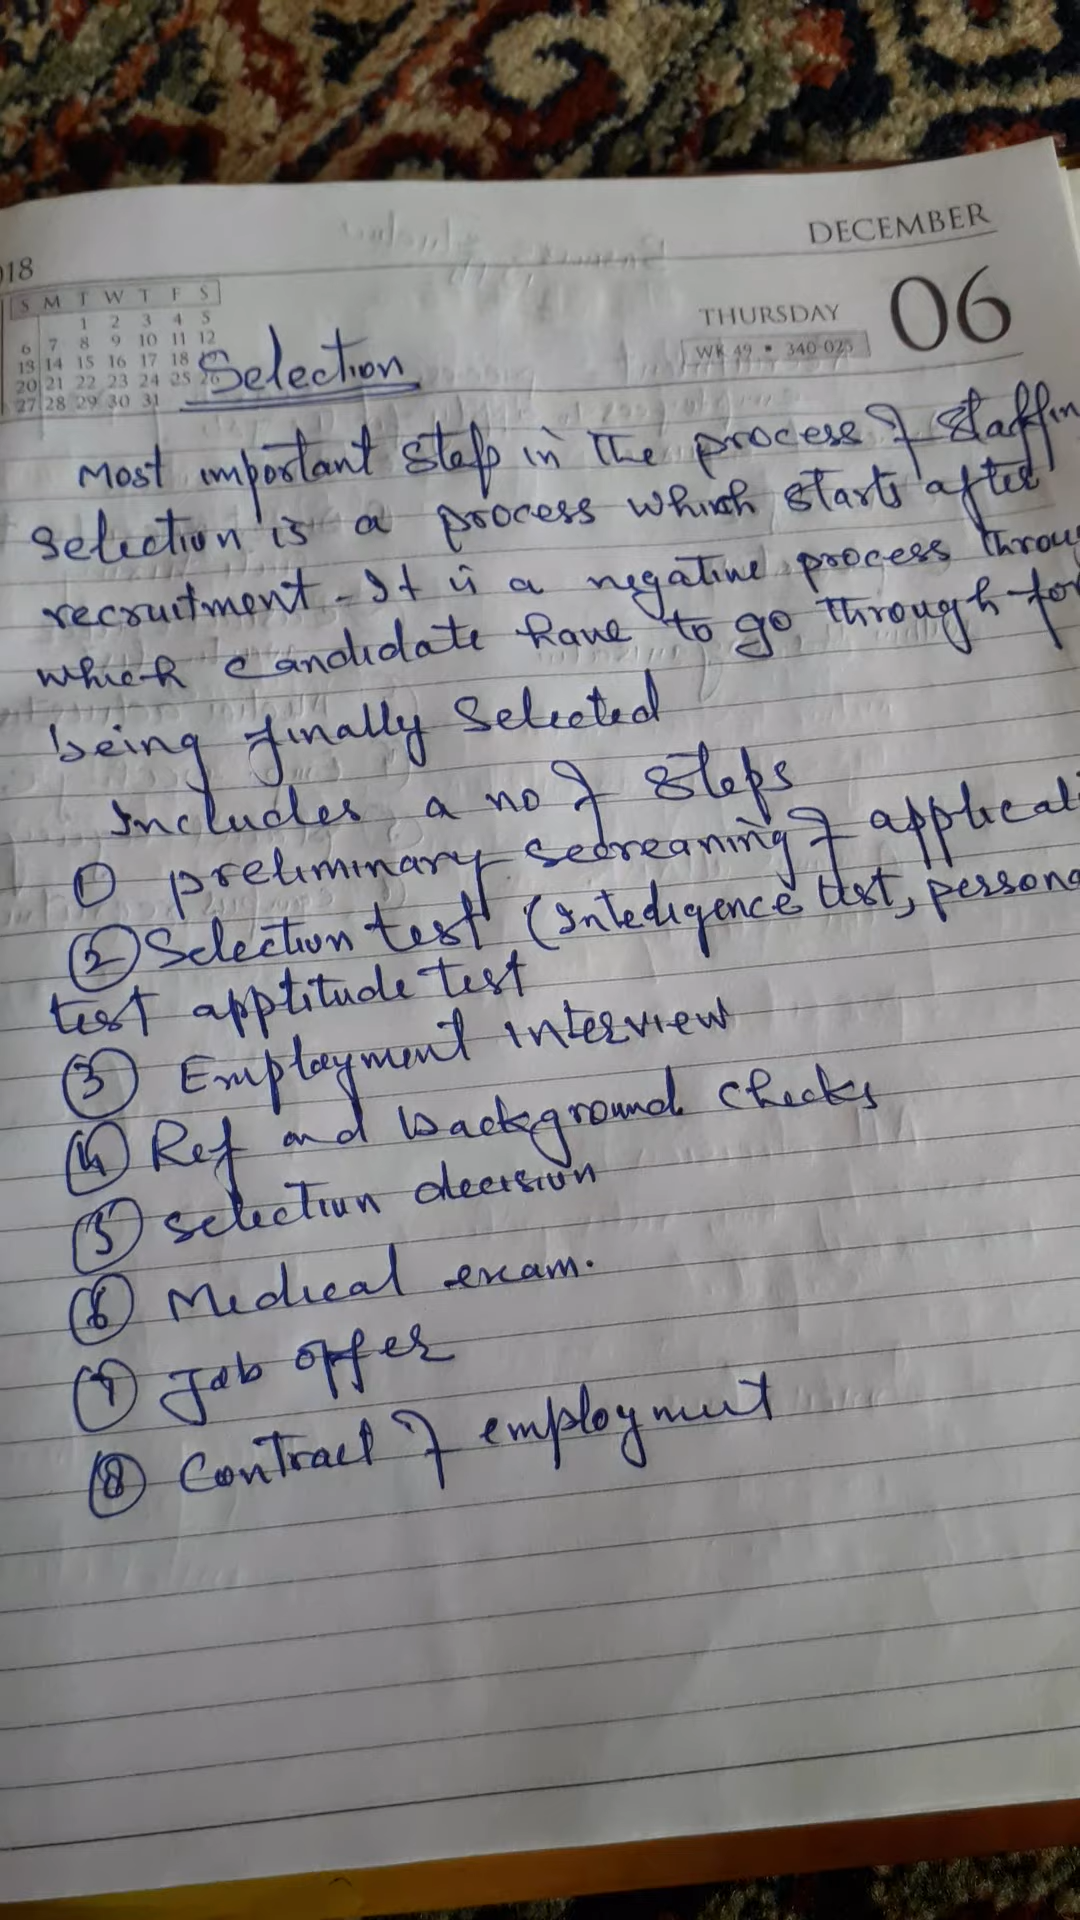 DECEMBER
018
S M T W T F S
1 2 3 4 5
6 7 8 9 10 11 12
13 14 15 16 17 18
20 21 22 23 24 25 26
27 28 29 30 31
THURSDAY 06
WK 49 • 340-025
Selection
Most important step in the process of staffin
Selection is a process which starts after
recruitment - It is a negative process throu
which candidate have to go through for
being finally selected
Includes a no of steps
① preliminary secreaning of applicati
② Selection test (Intedigence test, persona
test apptitude test
③ Employment interview
④ Ref and background checks
⑤ selection decision
⑥ Medical exam.
⑦ Job offer
⑧ Contract of employment